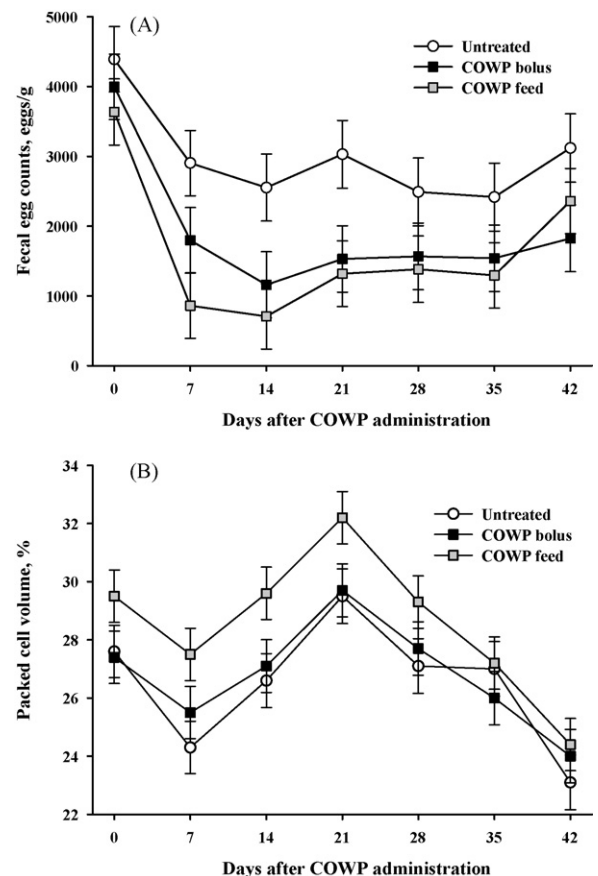 (A)
Untreated
COWP bolus
COWP feed
Fecal egg counts, eggs/g
5000
4000
3000
2000
1000
0
0 7 14 21 28 35 42
Days after COWP administration
(B)
Untreated
COWP bolus
COWP feed
Packed cell volume, %
34
32
30
28
26
24
22
0 7 14 21 28 35 42
Days after COWP administration